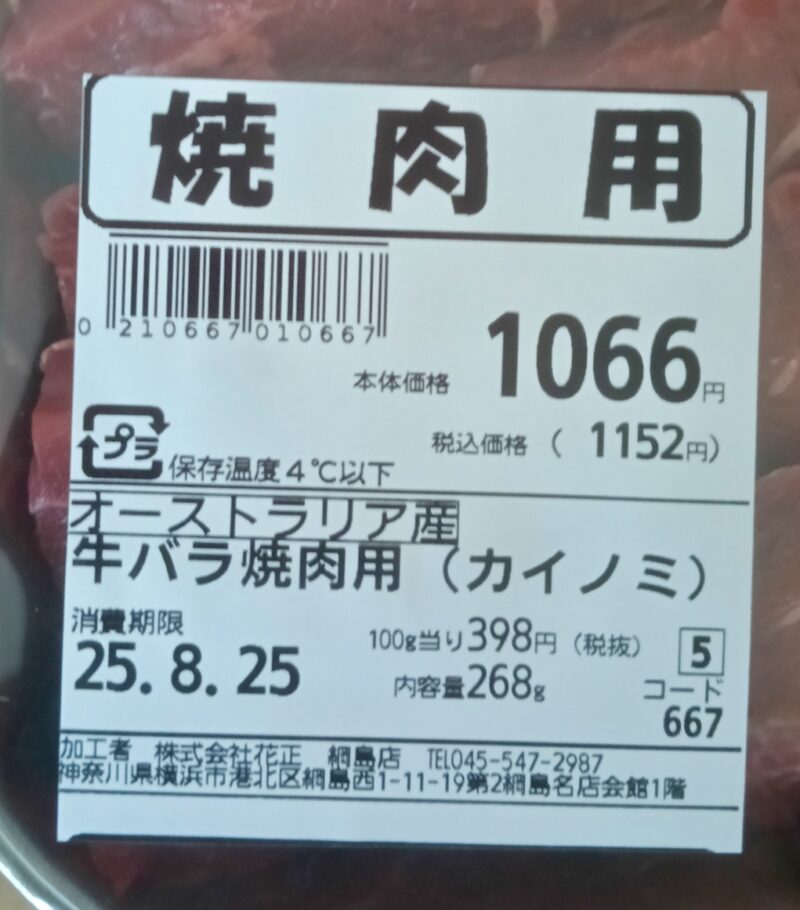 焼肉用
0 210667 010667
本体価格 1066円
税込価格 ( 1152円)
プラ
保存温度4℃以下
オーストラリア産
牛バラ焼肉用(カイノミ)
消費期限
25. 8. 25
100g当り398円(税抜)
内容量268g
5
コード
667
加工者 株式会社花正 綱島店 TEL045-547-2987
神奈川県横浜市港北区綱島西1-11-19第2綱島名店会館1階